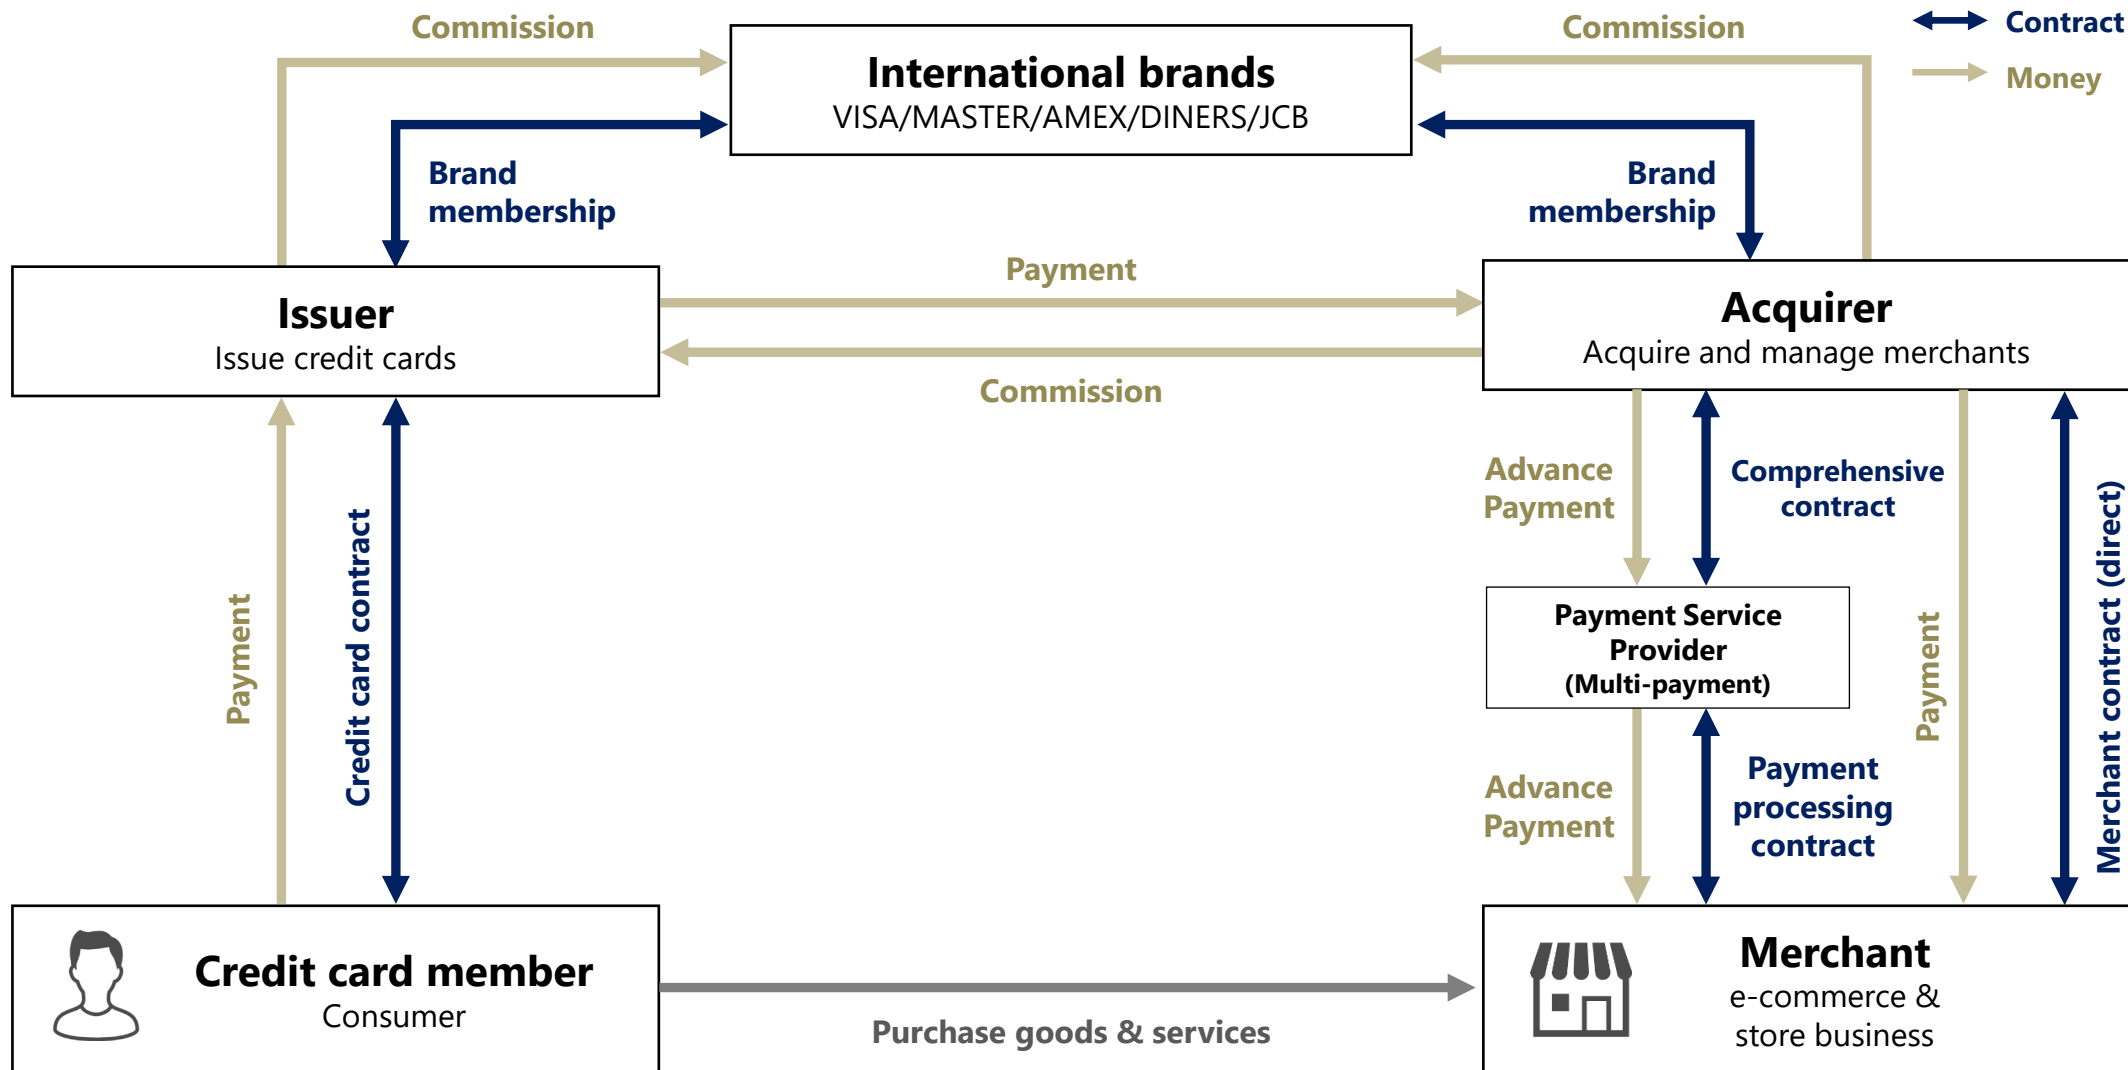 Commission
International brands
VISA/MASTER/AMEX/DINERS/JCB
Commission
Contract
Money
Brand
membership
Brand
membership
Issuer
Issue credit cards
Payment
Commission
Acquirer
Acquire and manage merchants
Advance
Payment
Comprehensive
contract
Payment
Credit card contract
Payment Service
Provider
(Multi-payment)
Payment
Merchant contract (direct)
Advance
Payment
Payment
processing
contract
Credit card member
Consumer
Purchase goods & services
Merchant
e-commerce &
store business